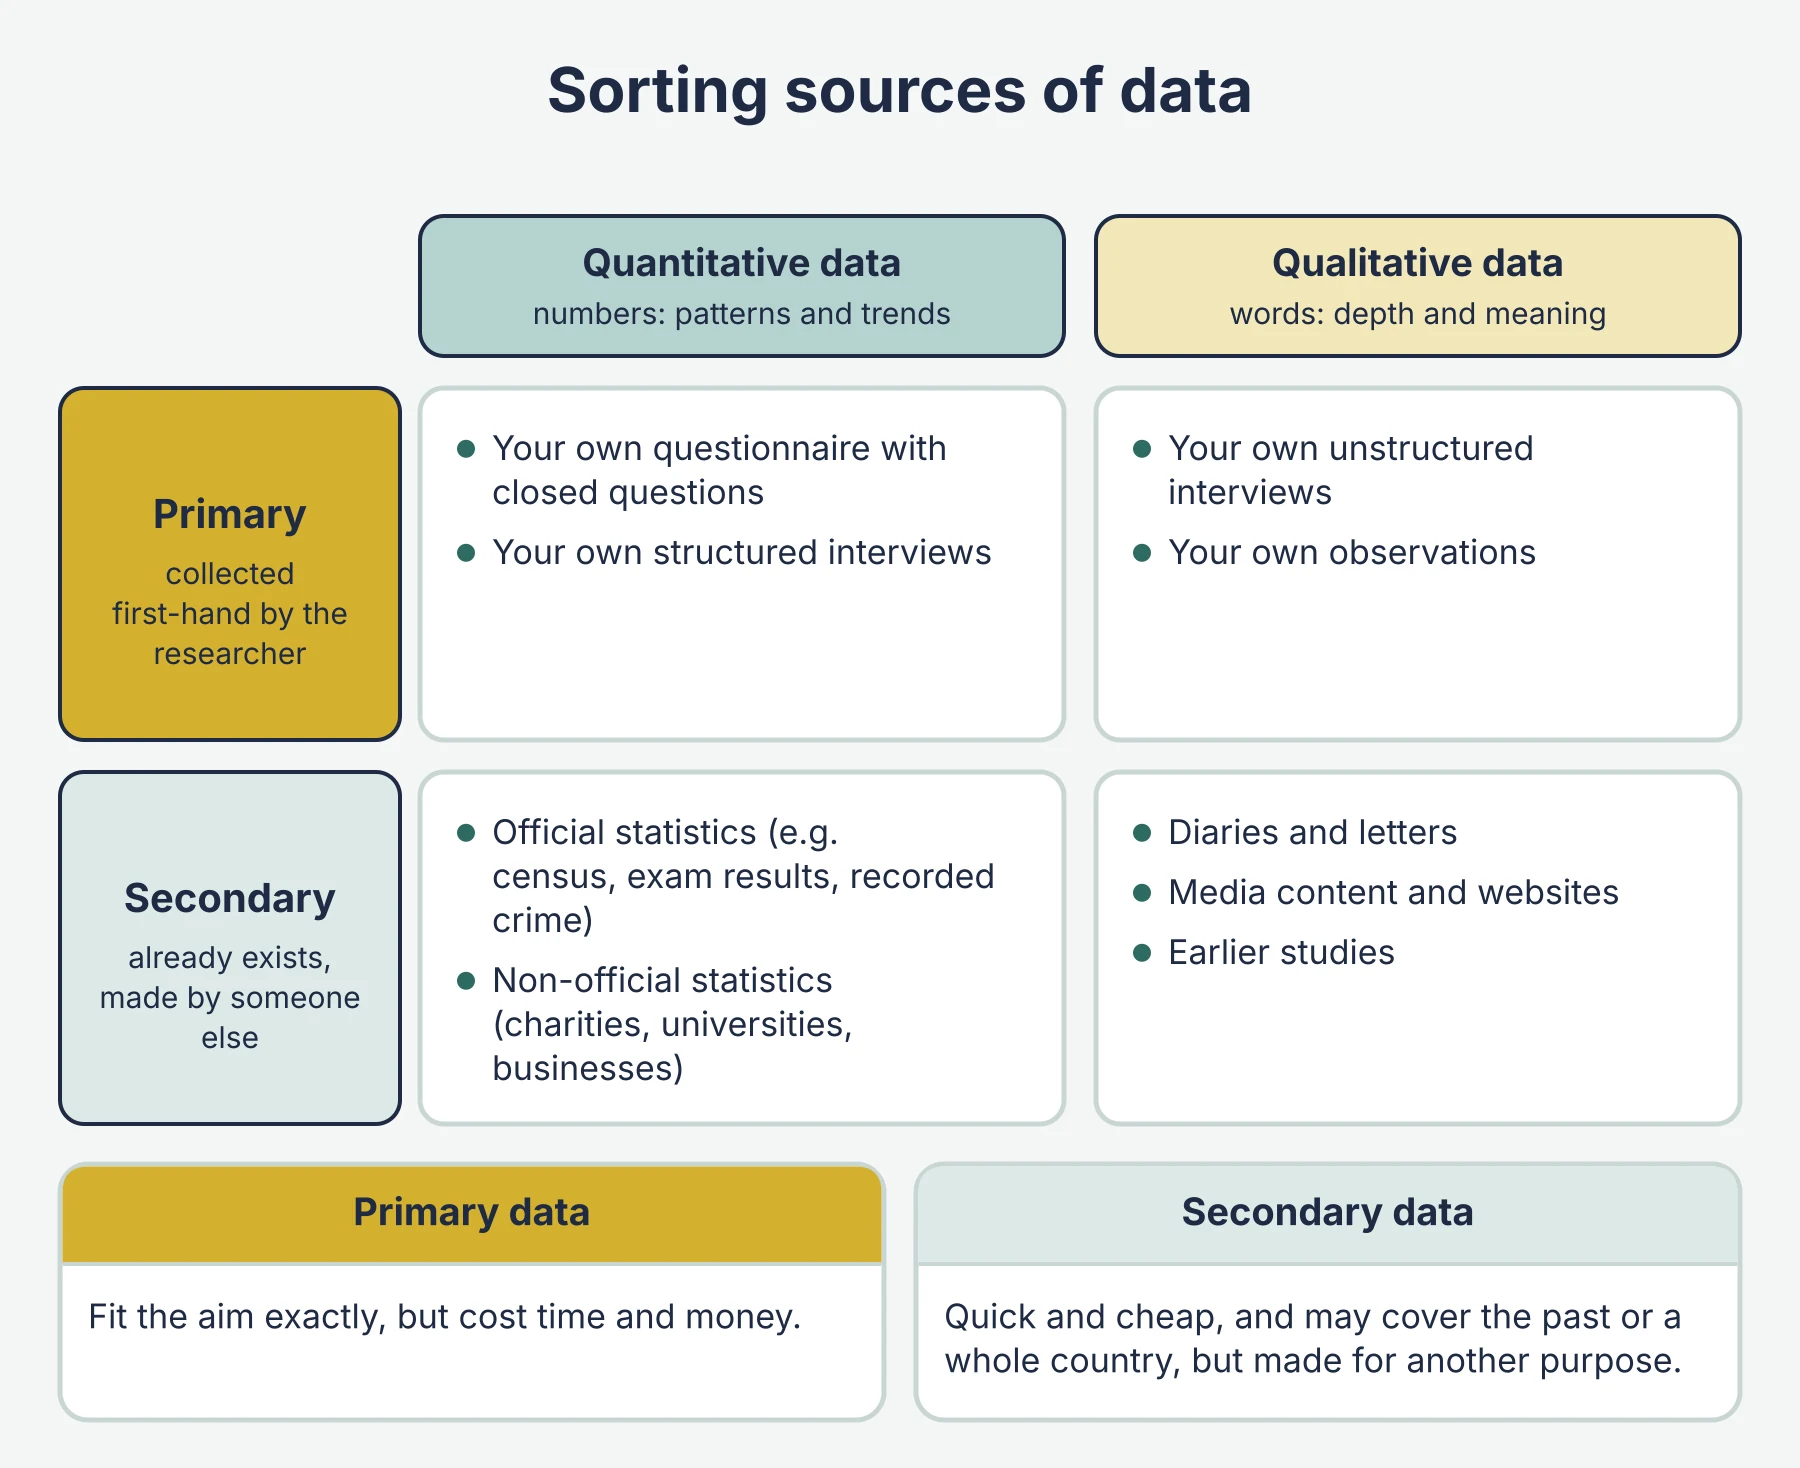 Sorting sources of data
Quantitative data
numbers: patterns and trends
Qualitative data
words: depth and meaning
Primary
collected
first-hand by the
researcher
Your own questionnaire with
closed questions
Your own structured interviews
Your own unstructured
interviews
Your own observations
Secondary
already exists,
made by someone
else
Official statistics (e.g.
census, exam results, recorded
crime)
Non-official statistics
(charities, universities,
businesses)
Diaries and letters
Media content and websites
Earlier studies
Primary data
Fit the aim exactly, but cost time and money.
Secondary data
Quick and cheap, and may cover the past or a
whole country, but made for another purpose.